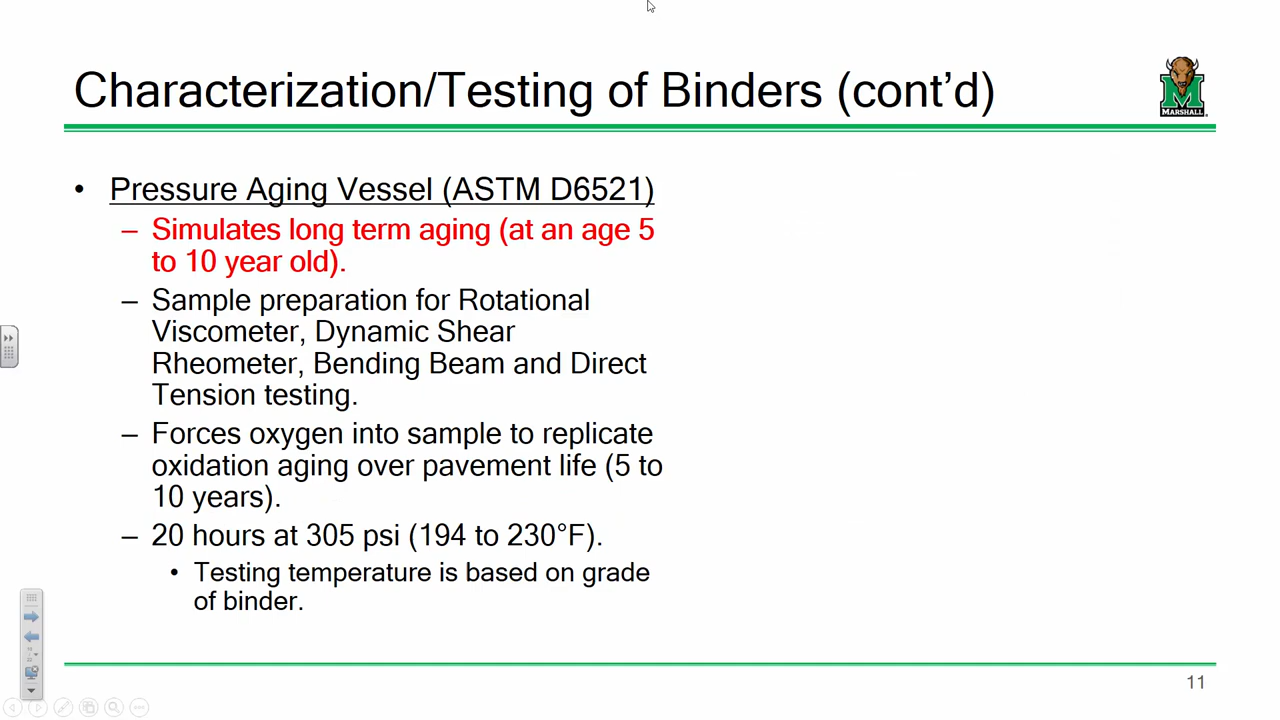 Characterization/Testing of Binders (cont’d)
MARSHALL
• Pressure Aging Vessel (ASTM D6521)
– Simulates long term aging (at an age 5
to 10 year old).
– Sample preparation for Rotational
Viscometer, Dynamic Shear
Rheometer, Bending Beam and Direct
Tension testing.
– Forces oxygen into sample to replicate
oxidation aging over pavement life (5 to
10 years).
– 20 hours at 305 psi (194 to 230°F).
• Testing temperature is based on grade
of binder.
11